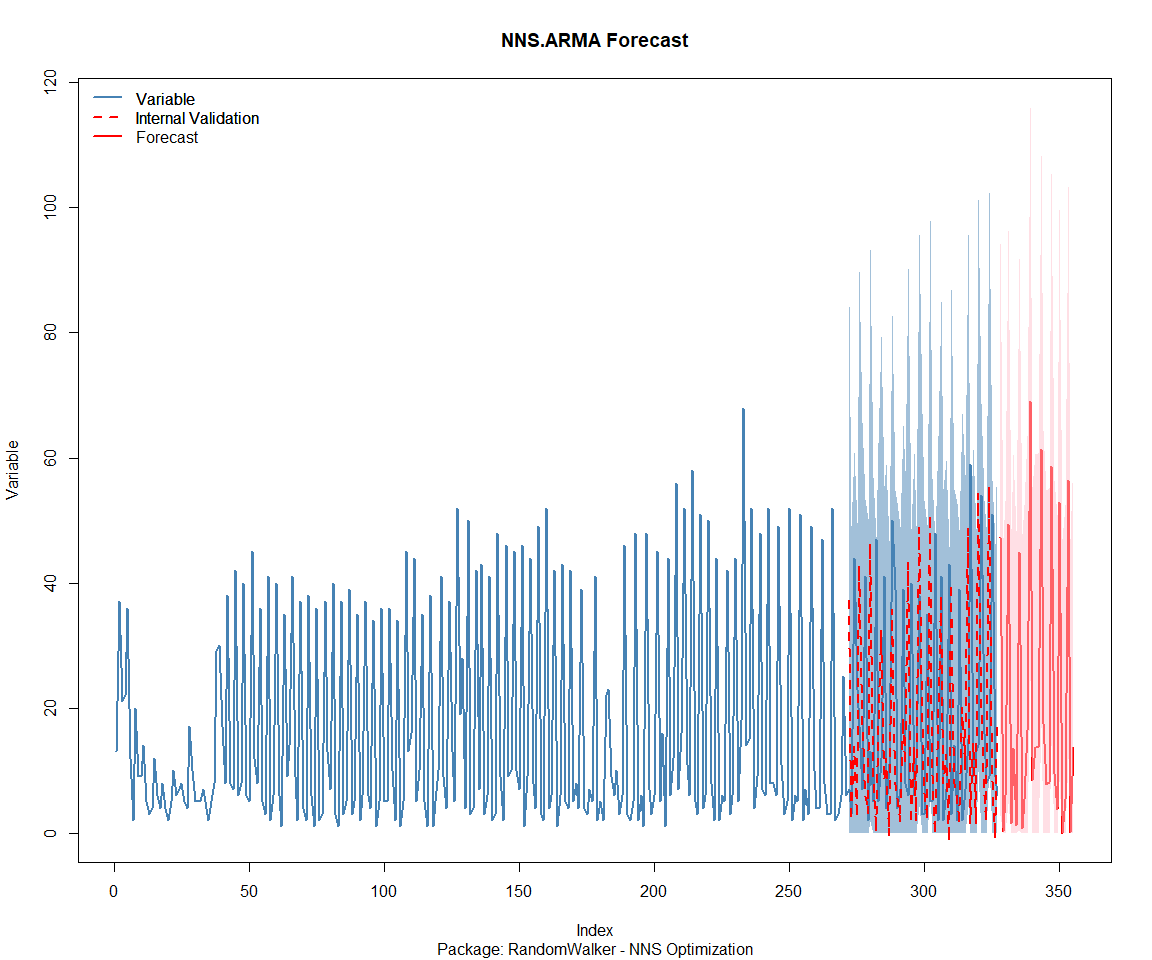 NNS.ARMA Forecast
Variable
Internal Validation
Forecast
120
100
80
60
40
20
0
Variable
0 50 100 150 200 250 300 350
Index
Package: RandomWalker - NNS Optimization